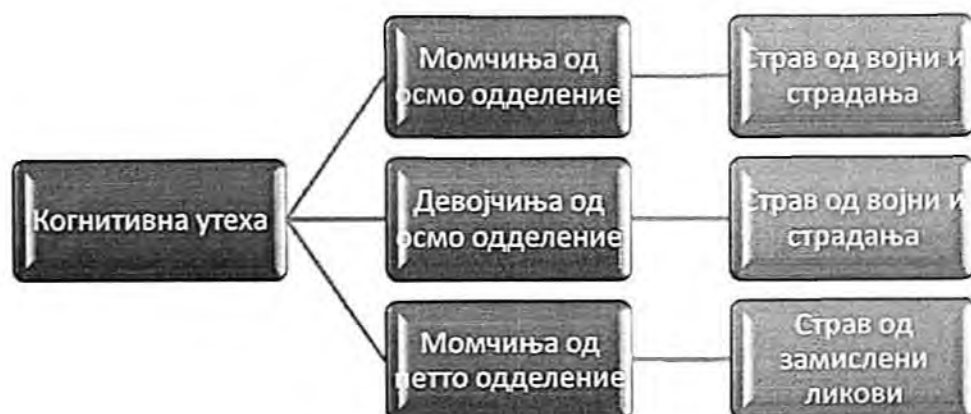 Когнитивна утеха
Момчиња од
осмо одделение
Страв од војни и
страдања
Девојчиња од
осмо одделение
Страв од војни и
страдања
Момчиња од
петто одделение
Страв од
замислени
ликови